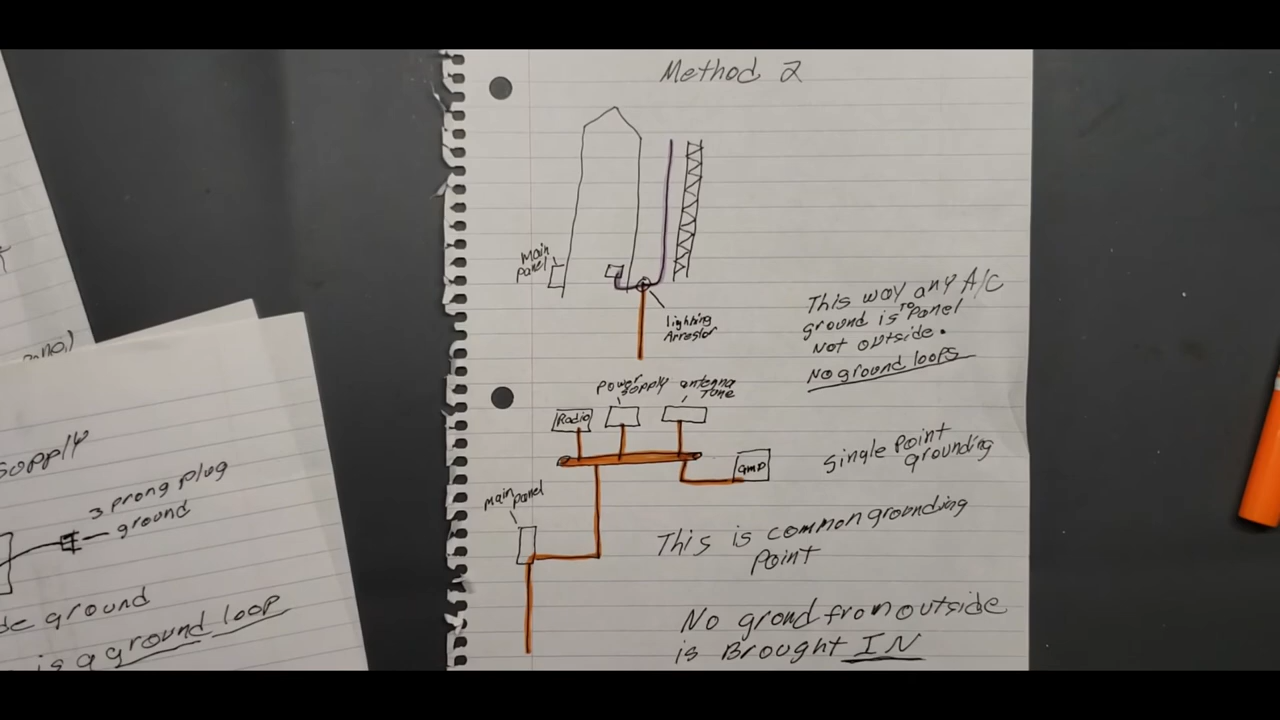 Method 2
main
panel
lighting
Arrestor
This way any A/C
ground is to panel
Not outside.
No ground loops
power
supply
antenna
tune
Radio
amp
Single point
grounding
main panel
This is common grounding
point
No grond from outside
is Brought IN
supply
3 prong plug
ground
de ground
is a ground loop